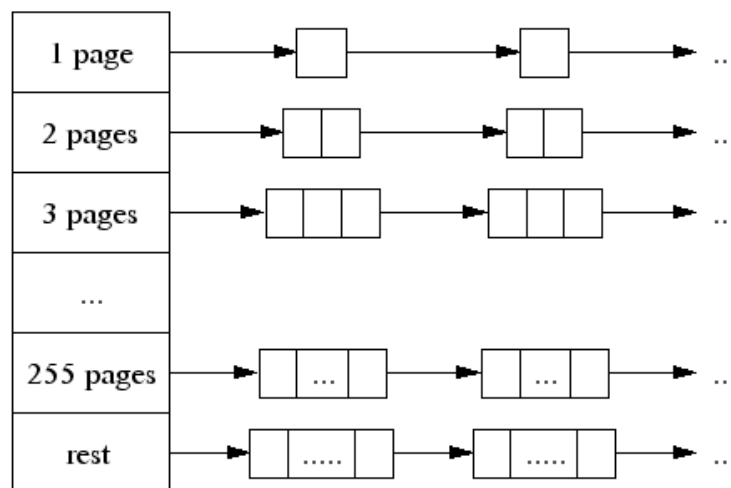 1 page ..
2 pages ..
3 pages ..
...
255 pages ... ... ..
rest ..... ..... ..